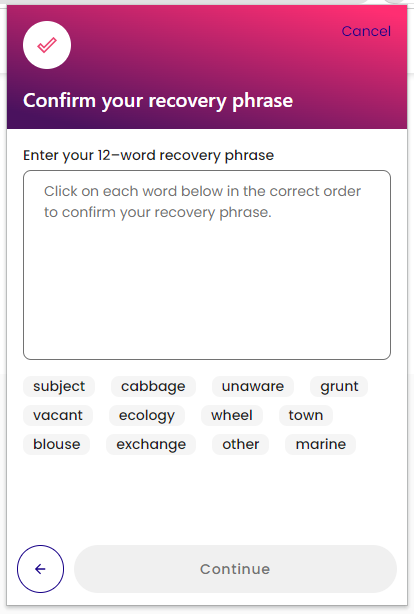 Cancel
Confirm your recovery phrase
Enter your 12–word recovery phrase
Click on each word below in the correct order
to confirm your recovery phrase.
subject cabbage unaware grunt
vacant ecology wheel town
blouse exchange other marine
Continue